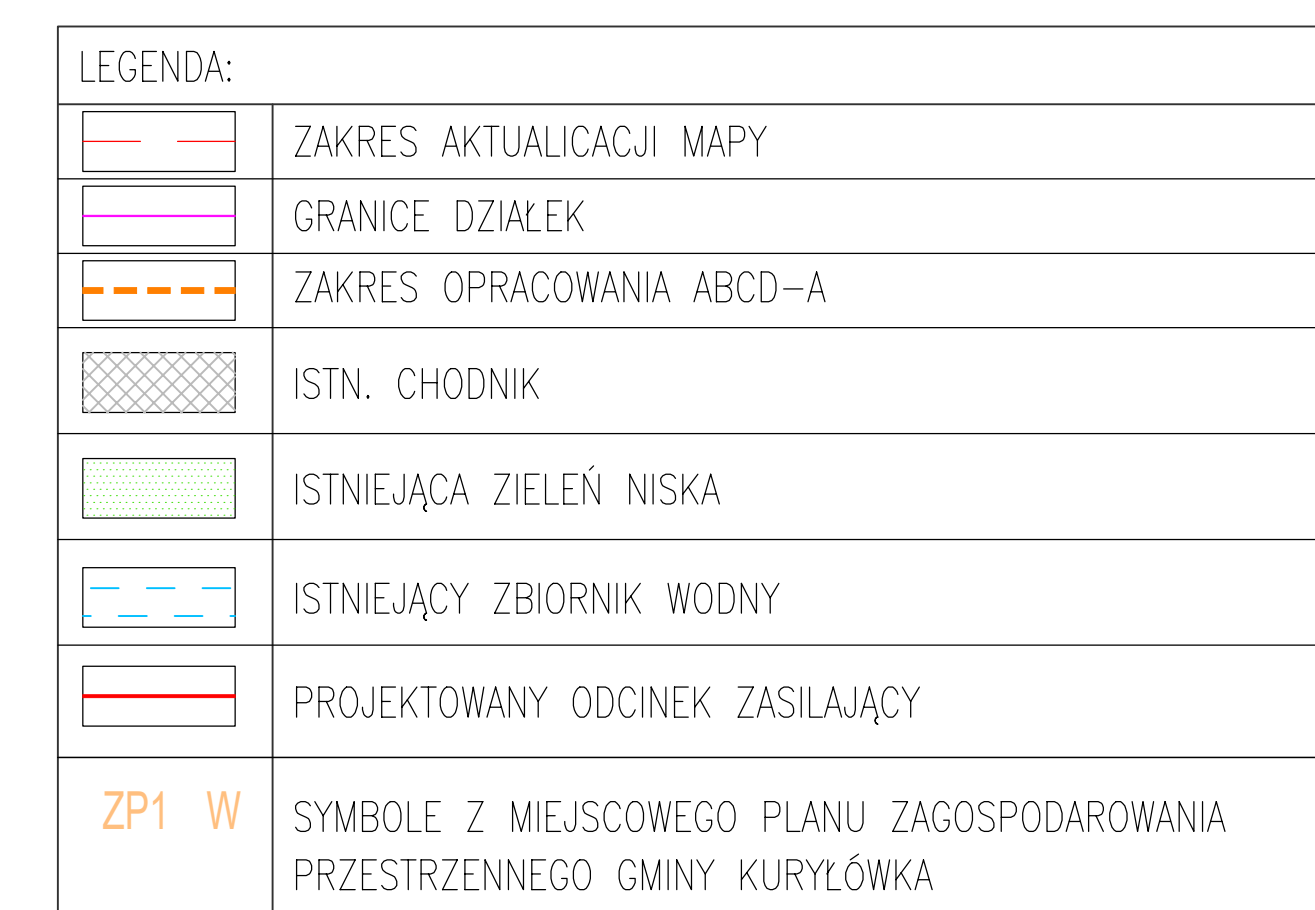 LEGENDA:
ZAKRES AKTUALICACJI MAPY
GRANICE DZIAŁEK
ZAKRES OPRACOWANIA ABCD-A
ISTN. CHODNIK
ISTNIEJĄCA ZIELEŃ NISKA
ISTNIEJĄCY ZBIORNIK WODNY
PROJEKTOWANY ODCINEK ZASILAJĄCY
ZP1 W
SYMBOLE Z MIEJSCOWEGO PLANU ZAGOSPODAROWANIA
PRZESTRZENNEGO GMINY KURYŁÓWKA